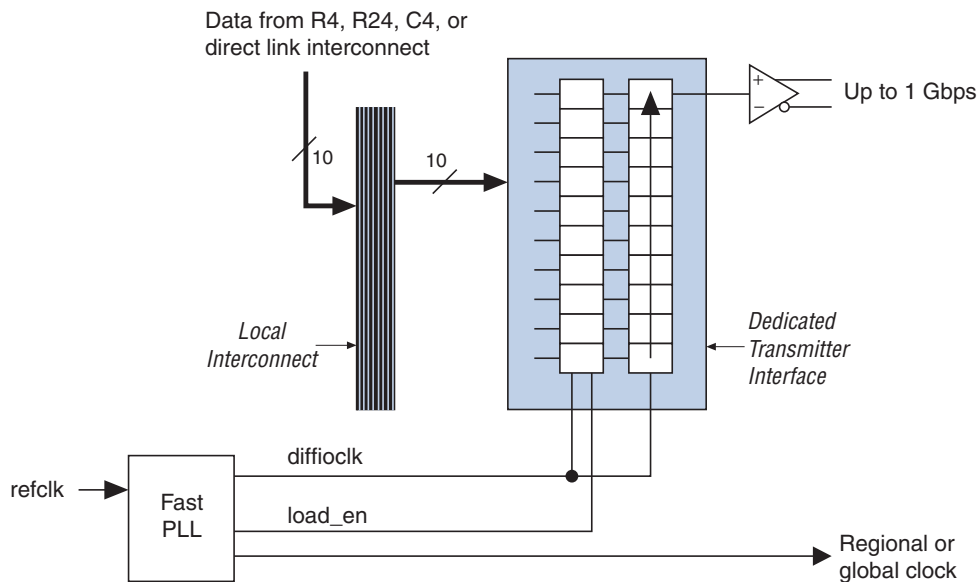 Data from R4, R24, C4, or
direct link interconnect
10
10
+
–
Up to 1 Gbps
Local
Interconnect
Dedicated
Transmitter
Interface
diffioclk
refclk
Fast
PLL
load_en
Regional or
global clock